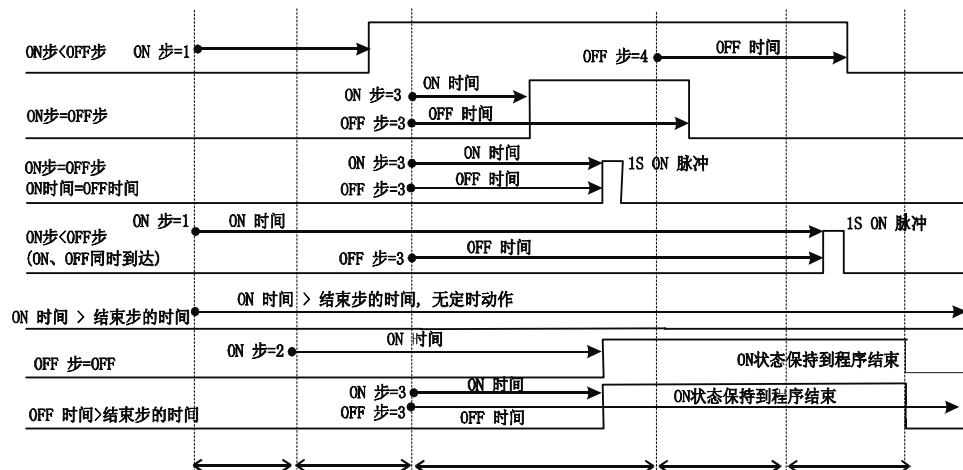 ON步<OFF步 ON 步=1 OFF 步=4 OFF 时间
ON 步=3 ON 时间
ON步=OFF步 OFF 步=3 OFF 时间
ON步=OFF步 ON 步=3 ON 时间 1S ON 脉冲
ON时间=OFF时间 OFF 步=3 OFF 时间
ON 步=1 ON 时间 1S ON 脉冲
ON步<OFF步
(ON、OFF同时到达) OFF 步=3 OFF 时间
ON 时间 > 结束步的时间, 无定时动作
ON 时间 > 结束步的时间
OFF 步=OFF ON 步=2 ON 时间 ON状态保持到程序结束
ON 步=3 ON 时间 ON状态保持到程序结束
OFF 时间>结束步的时间 OFF 步=3 OFF 时间